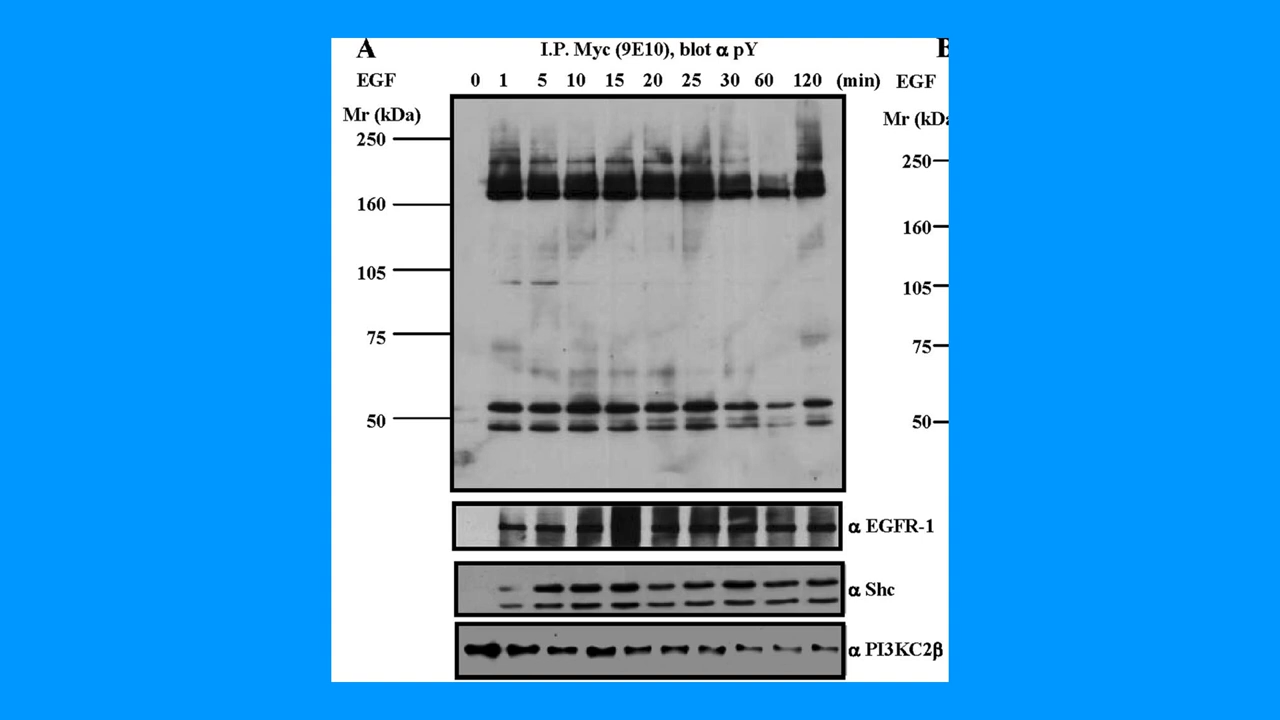 A
I.P. Myc (9E10), blot α pY
B
EGF 0 1 5 10 15 20 25 30 60 120 (min) EGF
Mr (kDa)
Mr (kDa
250
250
160
160
105
105
75
75
50
50
α EGFR-1
α Shc
α PI3KC2β